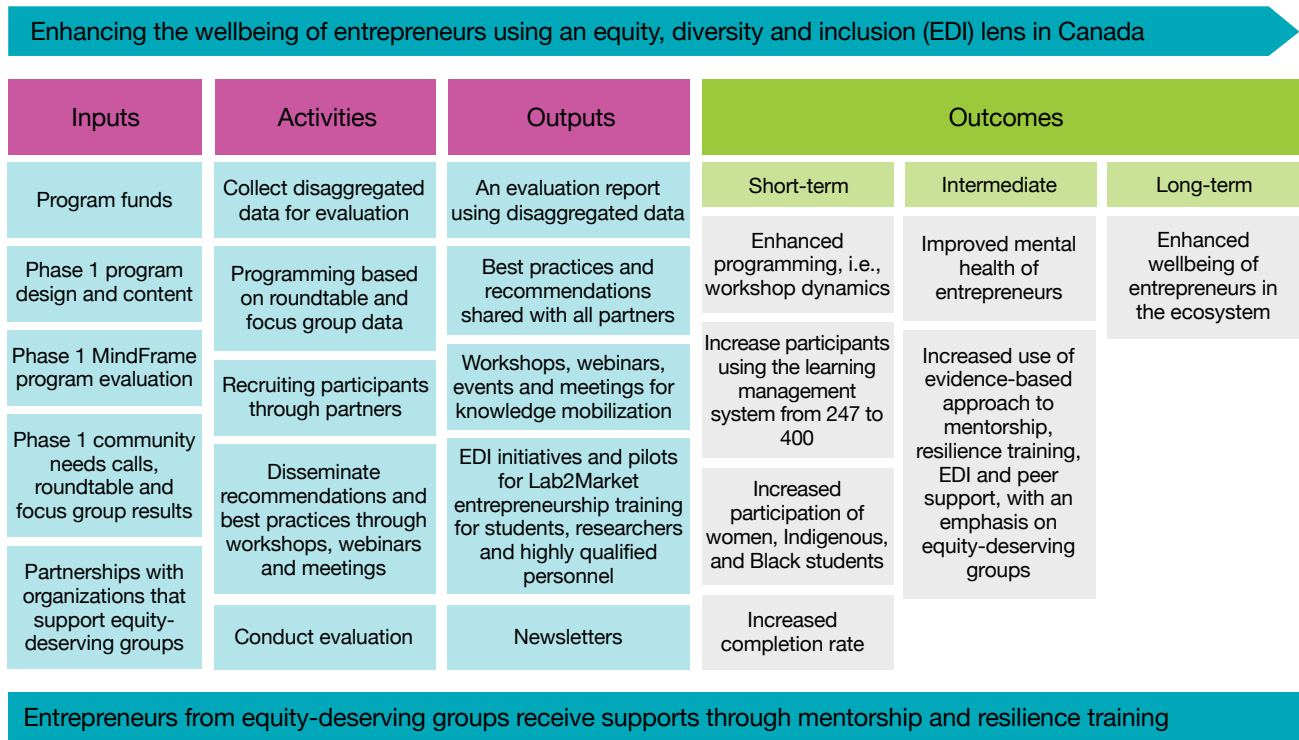 Enhancing the wellbeing of entrepreneurs using an equity, diversity and inclusion (EDI) lens in Canada
Inputs
Program funds
Phase 1 program
design and content
Phase 1 MindFrame
program evaluation
Phase 1 community
needs calls,
roundtable and
focus group results
Partnerships with
organizations that
support equity-
deserving groups
Activities
Collect disaggregated
data for evaluation
Programming based
on roundtable and
focus group data
Recruiting participants
through partners
Disseminate
recommendations and
best practices through
workshops, webinars
and meetings
Conduct evaluation
Outputs
An evaluation report
using disaggregated data
Best practices and
recommendations
shared with all partners
Workshops, webinars,
events and meetings for
knowledge mobilization
EDI initiatives and pilots
for Lab2Market
entrepreneurship training
for students, researchers
and highly qualified
personnel
Newsletters
Outcomes
Short-term
Enhanced
programming, i.e.,
workshop dynamics
Increase participants
using the learning
management
system from 247 to
400
Increased
participation of
women, Indigenous,
and Black students
Increased
completion rate
Intermediate
Improved mental
health of
entrepreneurs
Increased use of
evidence-based
approach to
mentorship,
resilience training,
EDI and peer
support, with an
emphasis on
equity-deserving
groups
Long-term
Enhanced
wellbeing of
entrepreneurs in
the ecosystem
Entrepreneurs from equity-deserving groups receive supports through mentorship and resilience training